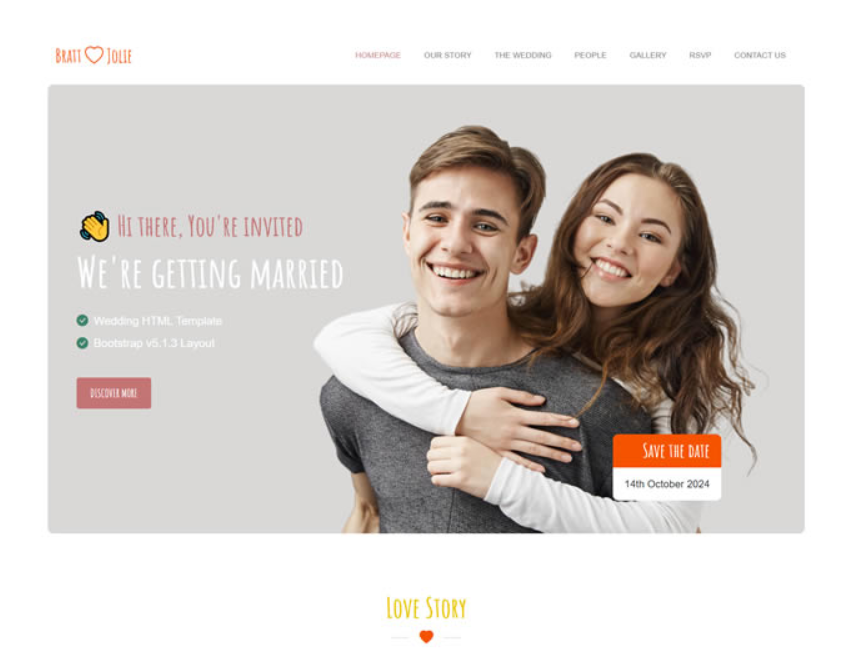 Bratt Jolie
HOMEPAGE OUR STORY THE WEDDING PEOPLE GALLERY RSVP CONTACT US
Hi there, You're invited
We're getting married
Wedding HTML Template
Bootstrap v5.1.3 Layout
Discover More
Save the date
14th October 2024
Love Story